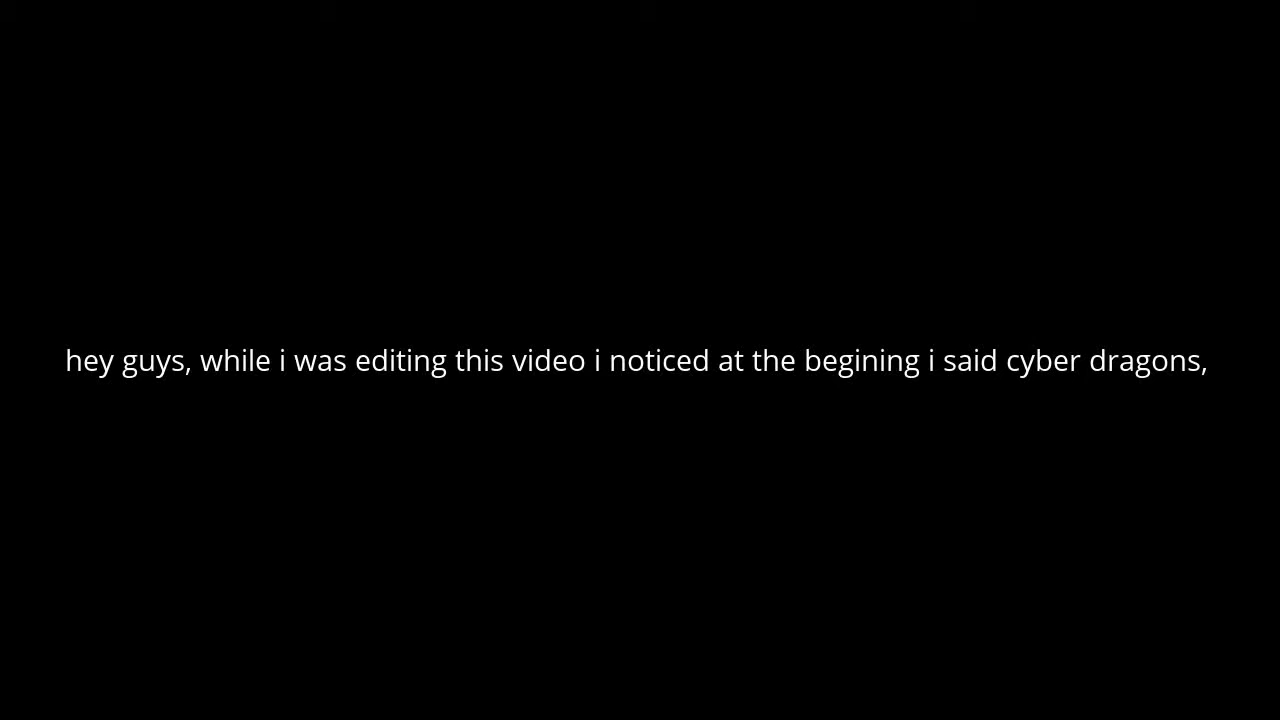 hey guys, while i was editing this video i noticed at the begining i said cyber dragons,